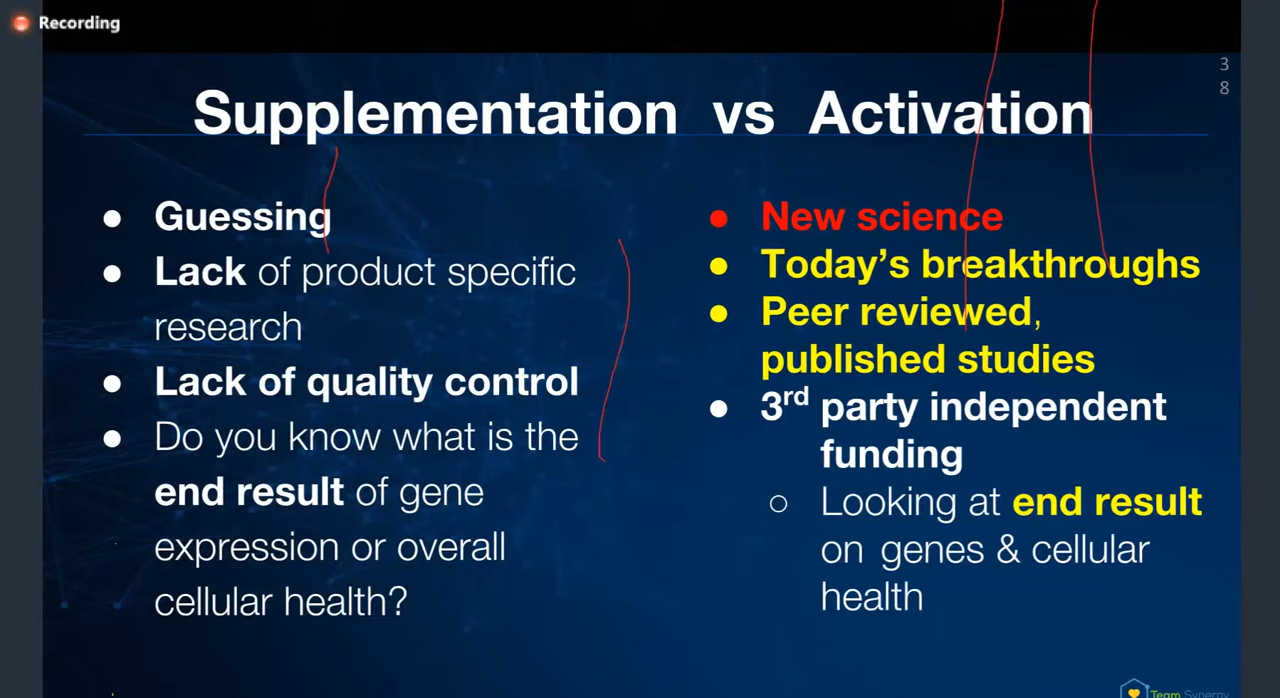 Recording
3
8
Supplementation vs Activation
● Guessing
● Lack of product specific
research
● Lack of quality control
● Do you know what is the
end result of gene
expression or overall
cellular health?
● New science
● Today’s breakthroughs
● Peer reviewed,
published studies
● 3rd party independent
funding
○ Looking at end result
on genes & cellular
health
Team Synergy